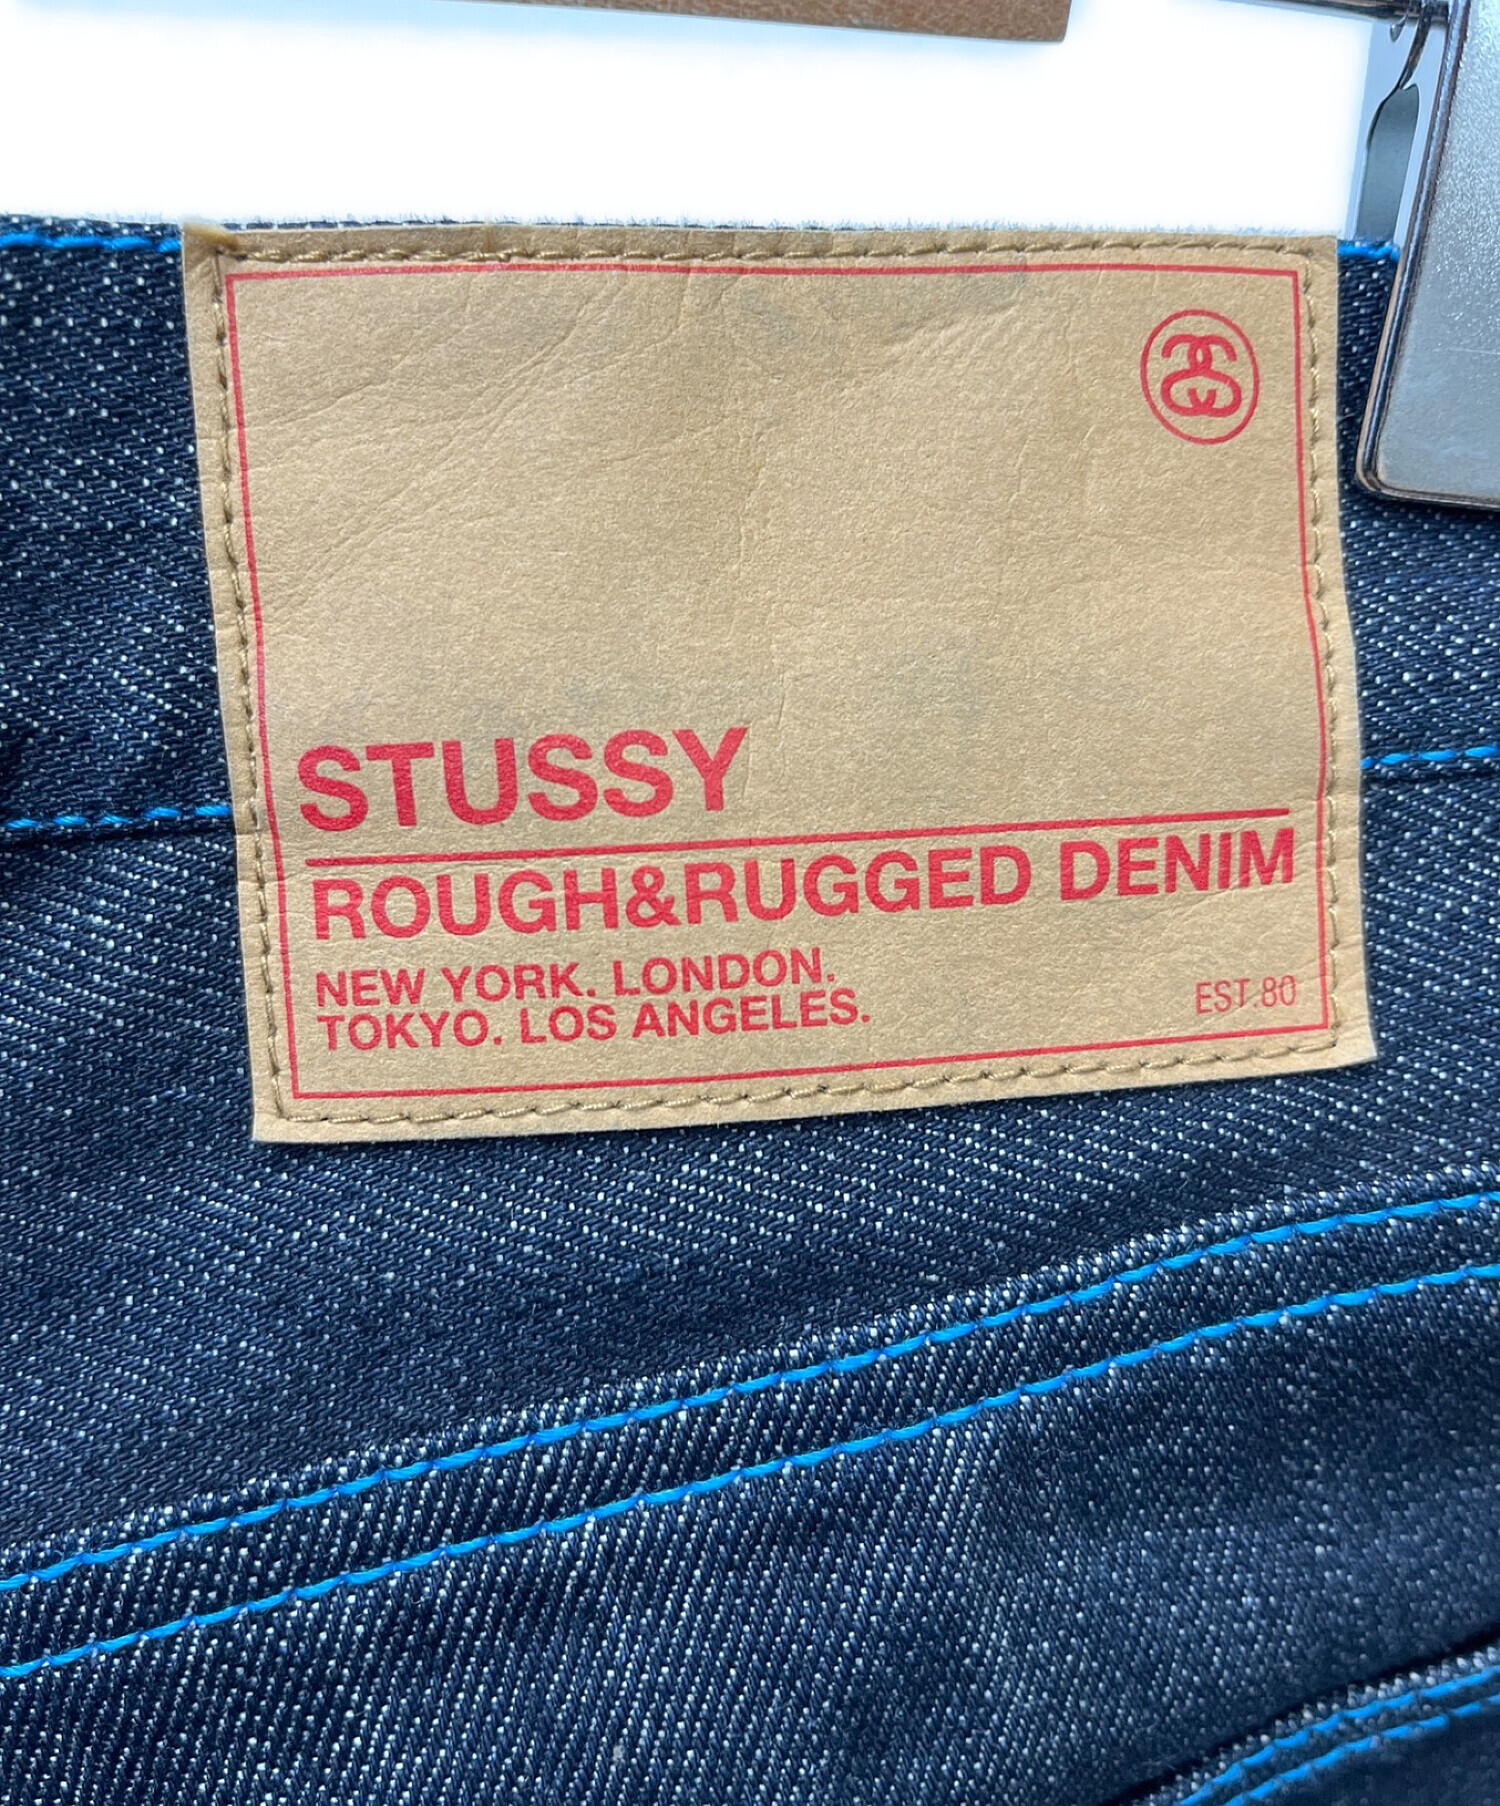 STUSSY
ROUGH&RUGGED DENIM
NEW YORK. LONDON.
TOKYO. LOS ANGELES.
EST.80